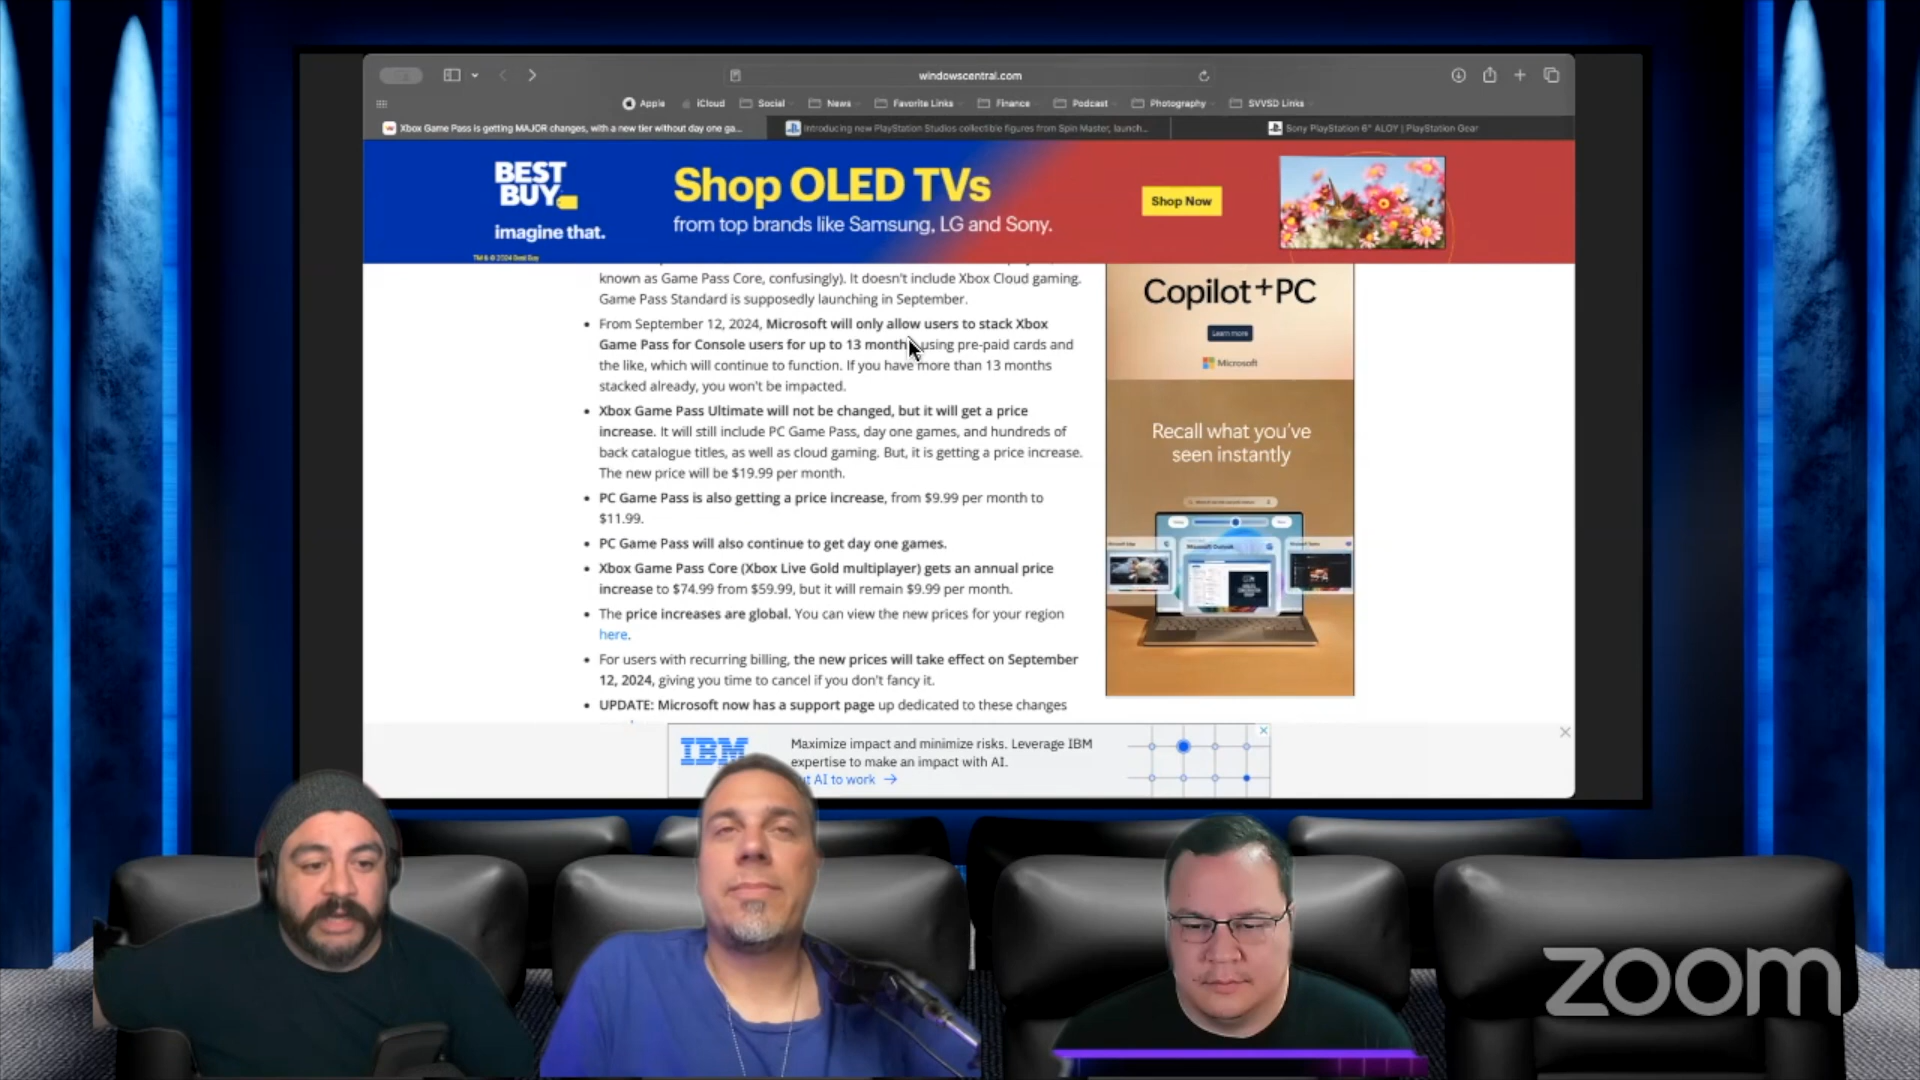 windowscentral.com
Apple iCloud Social News Favorite Links Finance Podcast Photography SVVSD Links
Xbox Game Pass is getting MAJOR changes, with a new tier without day one ga...
Introducing new PlayStation Studios collectible figures from Spin Master, launch...
Sony PlayStation 6" ALOY | PlayStation Gear
BEST
BUY
imagine that.
TM & © 2024 Best Buy
Shop OLED TVs
from top brands like Samsung, LG and Sony.
Shop Now
known as Game Pass Core, confusingly). It doesn't include Xbox Cloud gaming.
Game Pass Standard is supposedly launching in September.
• From September 12, 2024, Microsoft will only allow users to stack Xbox
Game Pass for Console users for up to 13 months using pre-paid cards and
the like, which will continue to function. If you have more than 13 months
stacked already, you won't be impacted.
• Xbox Game Pass Ultimate will not be changed, but it will get a price
increase. It will still include PC Game Pass, day one games, and hundreds of
back catalogue titles, as well as cloud gaming. But, it is getting a price increase.
The new price will be $19.99 per month.
• PC Game Pass is also getting a price increase, from $9.99 per month to
$11.99.
• PC Game Pass will also continue to get day one games.
• Xbox Game Pass Core (Xbox Live Gold multiplayer) gets an annual price
increase to $74.99 from $59.99, but it will remain $9.99 per month.
• The price increases are global. You can view the new prices for your region
here.
• For users with recurring billing, the new prices will take effect on September
12, 2024, giving you time to cancel if you don't fancy it.
• UPDATE: Microsoft now has a support page up dedicated to these changes
Copilot+PC
Learn more
Microsoft
Recall what you've
seen instantly
Microsoft Outlook
IBM
Maximize impact and minimize risks. Leverage IBM
expertise to make an impact with AI.
AI to work →
zoom